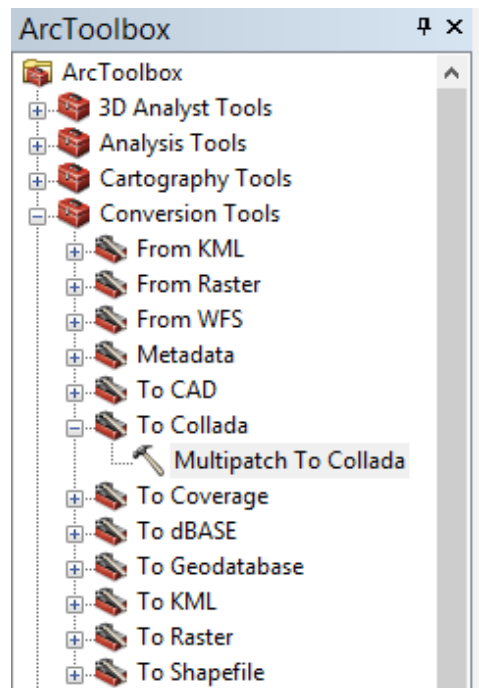 ArcToolbox
ArcToolbox
3D Analyst Tools
Analysis Tools
Cartography Tools
Conversion Tools
From KML
From Raster
From WFS
Metadata
To CAD
To Collada
Multipatch To Collada
To Coverage
To dBASE
To Geodatabase
To KML
To Raster
To Shapefile